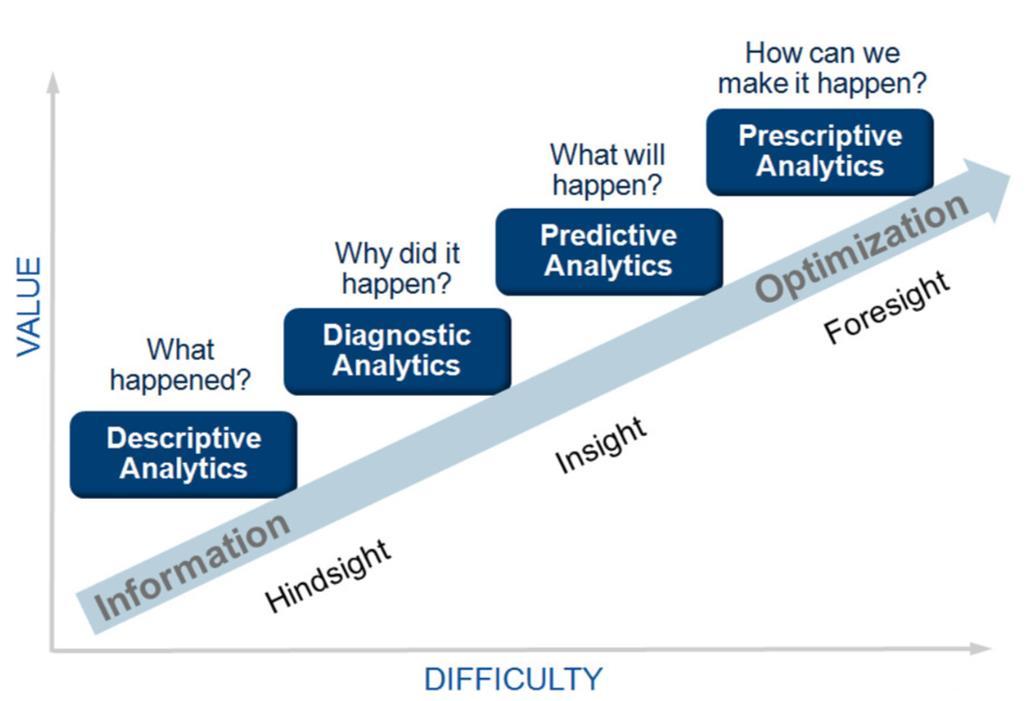 How can we
make it happen?
Prescriptive
Analytics
What will
happen?
Predictive
Analytics
Why did it
happen?
Diagnostic
Analytics
What
happened?
Descriptive
Analytics
Information
Optimization
Hindsight
Insight
Foresight
VALUE
DIFFICULTY